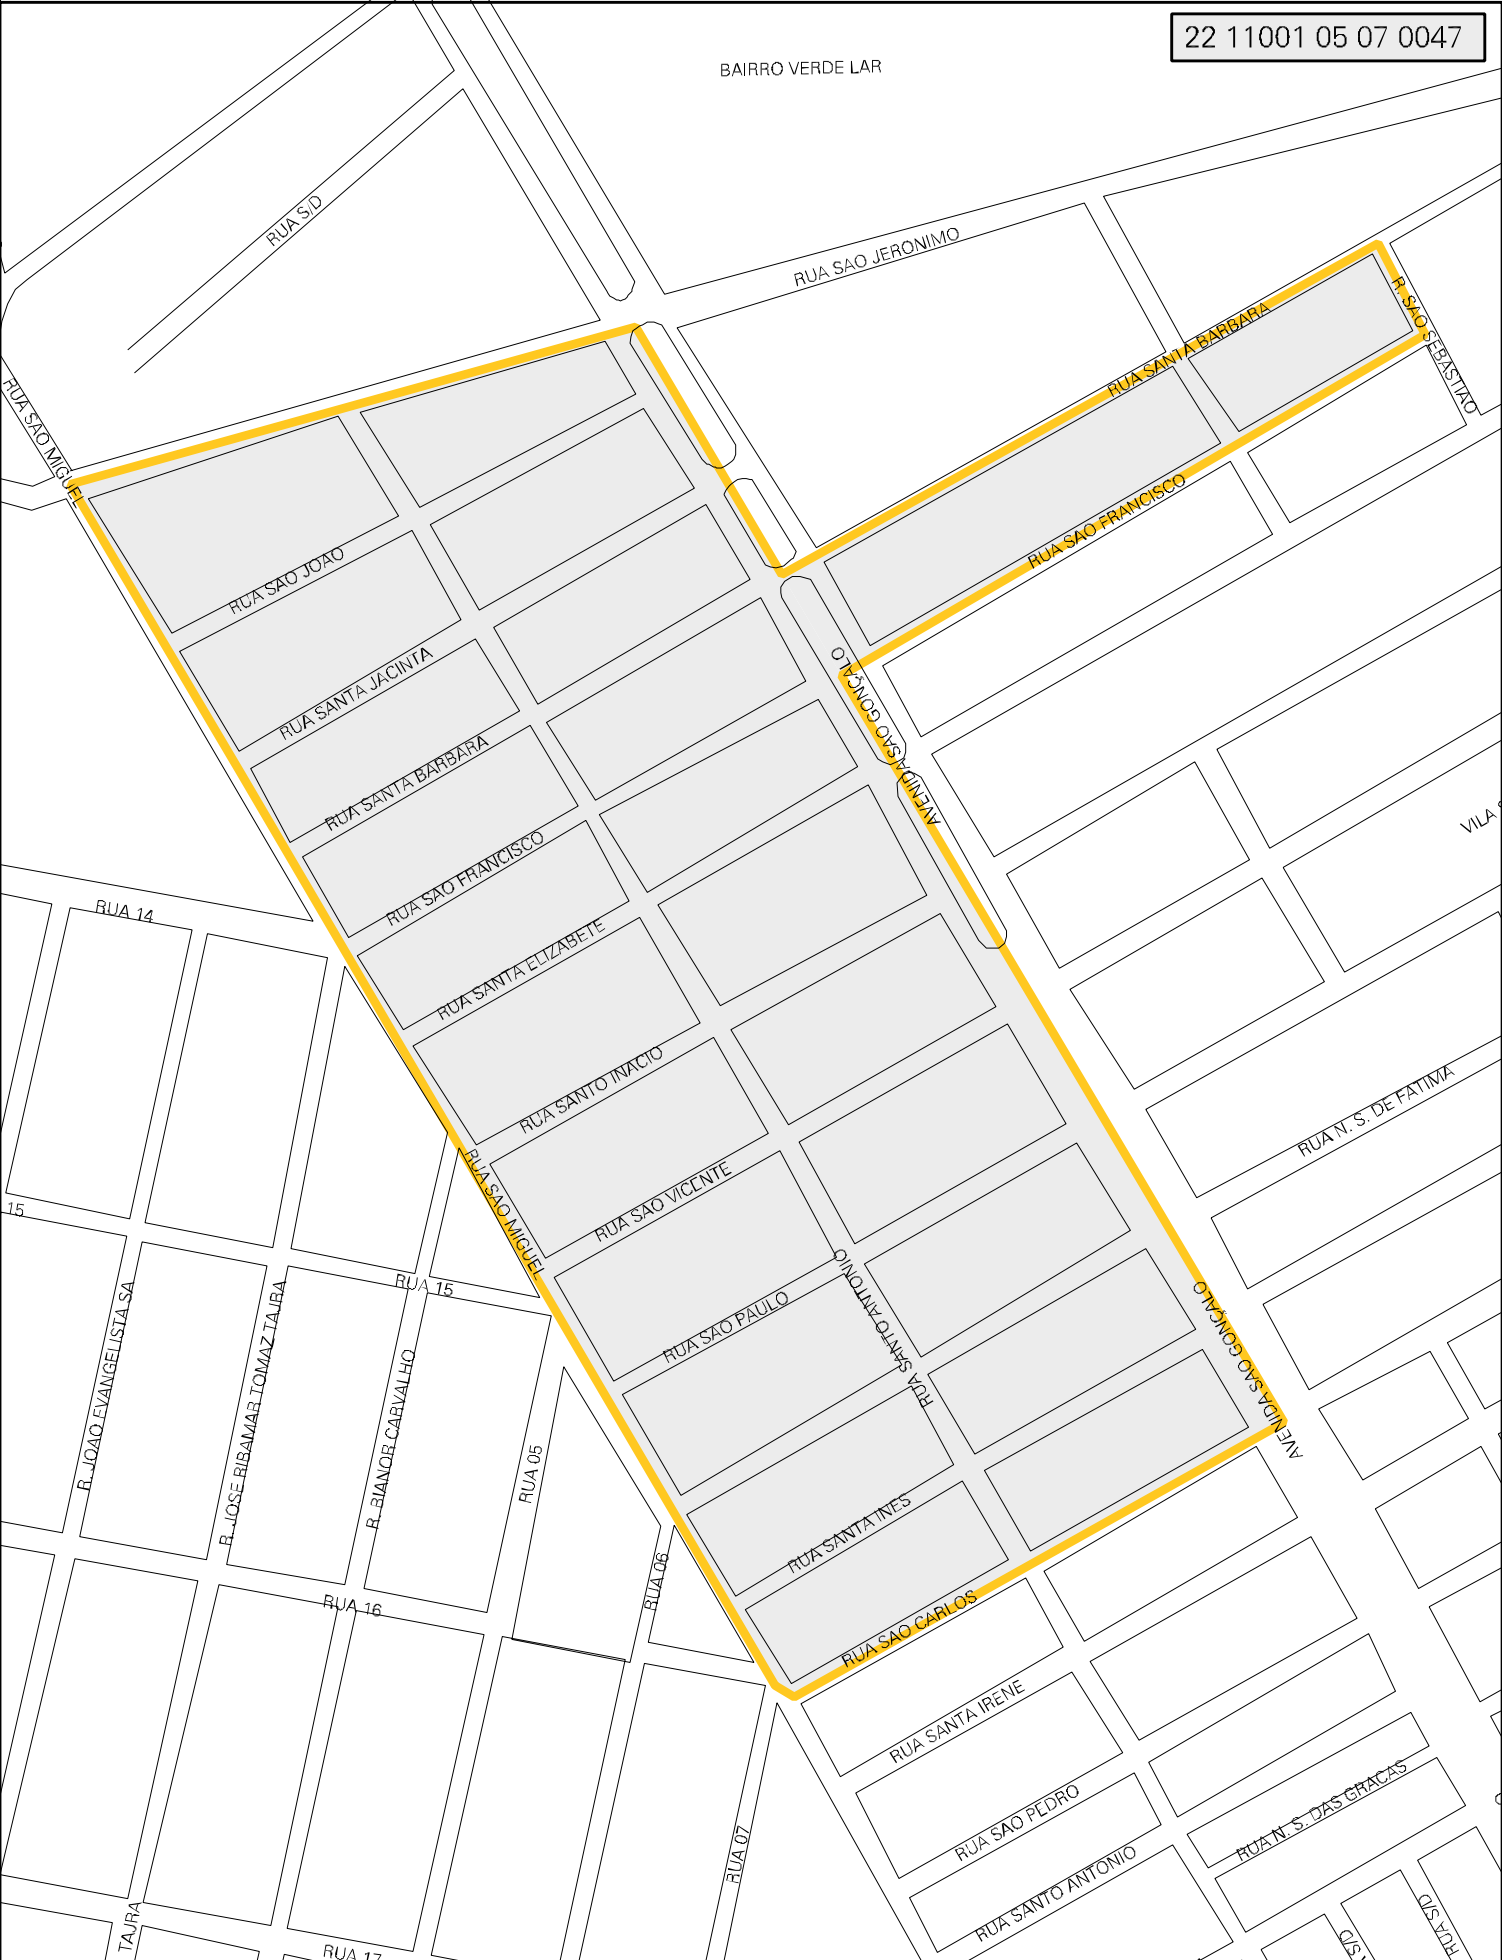 22 11001 05 07 0047
BAIRRO VERDE LAR
RUA S/D
RUA SAO JERONIMO
RUA SANTA BARBARA
R. SAO SEBASTIAO
RUA SAO MIGUEL
RUA SAO FRANCISCO
RUA SAO JOAO
RUA SANTA JACINTA
AVENIDA SAO GONÇALO
RUA SANTA BARBARA
VILA
RUA SAO FRANCISCO
RUA 14
RUA SANTA ELIZABETE
RUA SANTO INACIO
RUA N. S. DE FATIMA
RUA SAO VICENTE
RUA SAO MIGUEL
15
RUA 15
RUA SANTO ANTONIO
RUA SAO PAULO
AVENIDA SAO GONÇALO
R. JOAO EVANGELISTA SA
R. JOSE RIBAMAR TOMAZ TAJRA
R. BIANOR CARVALHO
RUA 05
RUA SANTA INES
RUA 06
RUA 16
RUA SAO CARLOS
RUA SANTA IRENE
RUA SAO PEDRO
RUA N. S. DAS GRACAS
RUA 07
RUA SANTO ANTONIO
TAJRA
RUA 17
S/D
RUA S/D